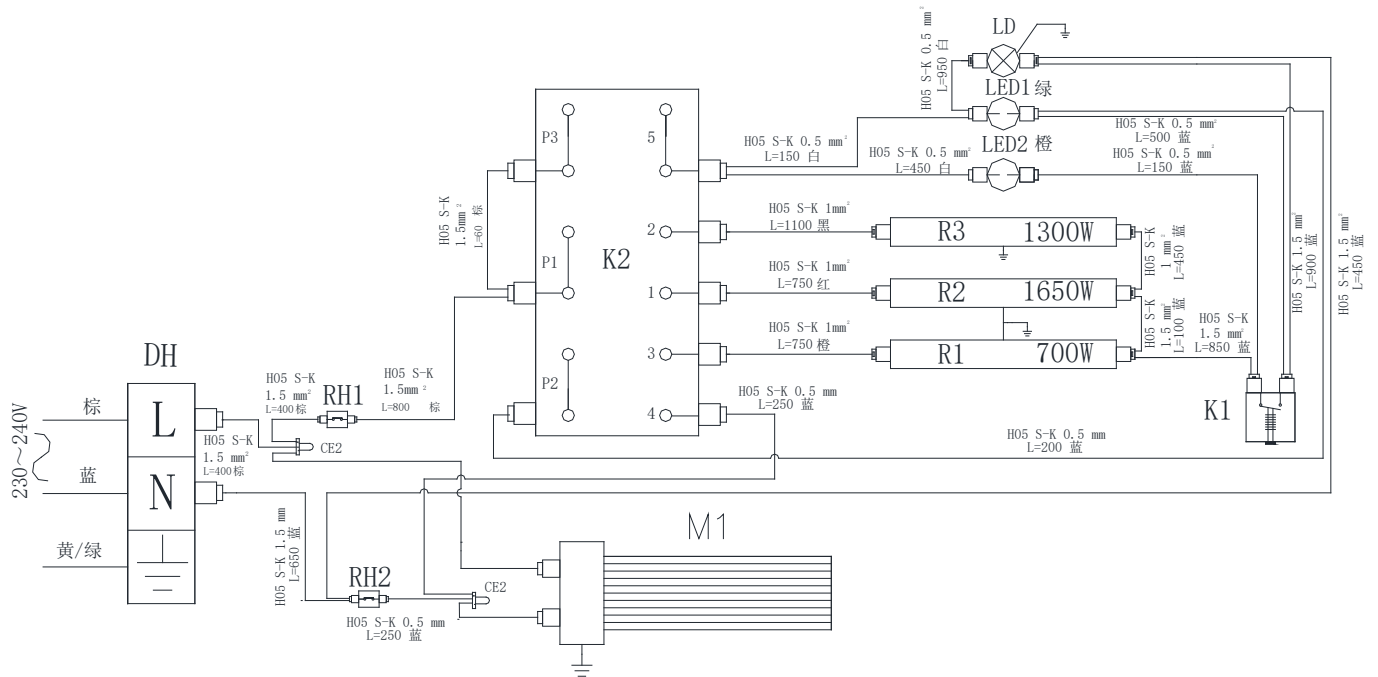 LD
H05 S-K 0.5 mm²
L=950 白
LED1 绿
H05 S-K 0.5 mm²
L=500 蓝
LED2 橙
H05 S-K 0.5 mm²
L=150 白
H05 S-K 0.5 mm²
L=450 白
H05 S-K 0.5 mm²
L=150 蓝
P3
5
H05 S-K
1.5mm²
L=60 棕
P1
K2
2
H05 S-K 1mm²
L=1100 黑
R3 1300W
H05 S-K
1 mm²
L=450 蓝
1
H05 S-K 1mm²
L=750 红
R2 1650W
H05 S-K
1.5 mm²
L=100 蓝
3
H05 S-K 1mm²
L=750 橙
R1 700W
H05 S-K
1.5 mm²
L=850 蓝
H05 S-K 1.5 mm²
L=900 蓝
H05 S-K 1.5 mm²
L=450 蓝
P2
4
H05 S-K 0.5 mm
L=250 蓝
K1
H05 S-K 0.5 mm
L=200 蓝
DH
230~240V
棕
L
蓝
N
黄/绿
H05 S-K
1.5 mm²
L=400棕
RH1
H05 S-K
1.5mm²
L=800 棕
CE2
H05 S-K
1.5 mm²
L=400棕
H05 S-K 1.5 mm
L=650 蓝
RH2
H05 S-K 0.5 mm
L=250 蓝
CE2
M1